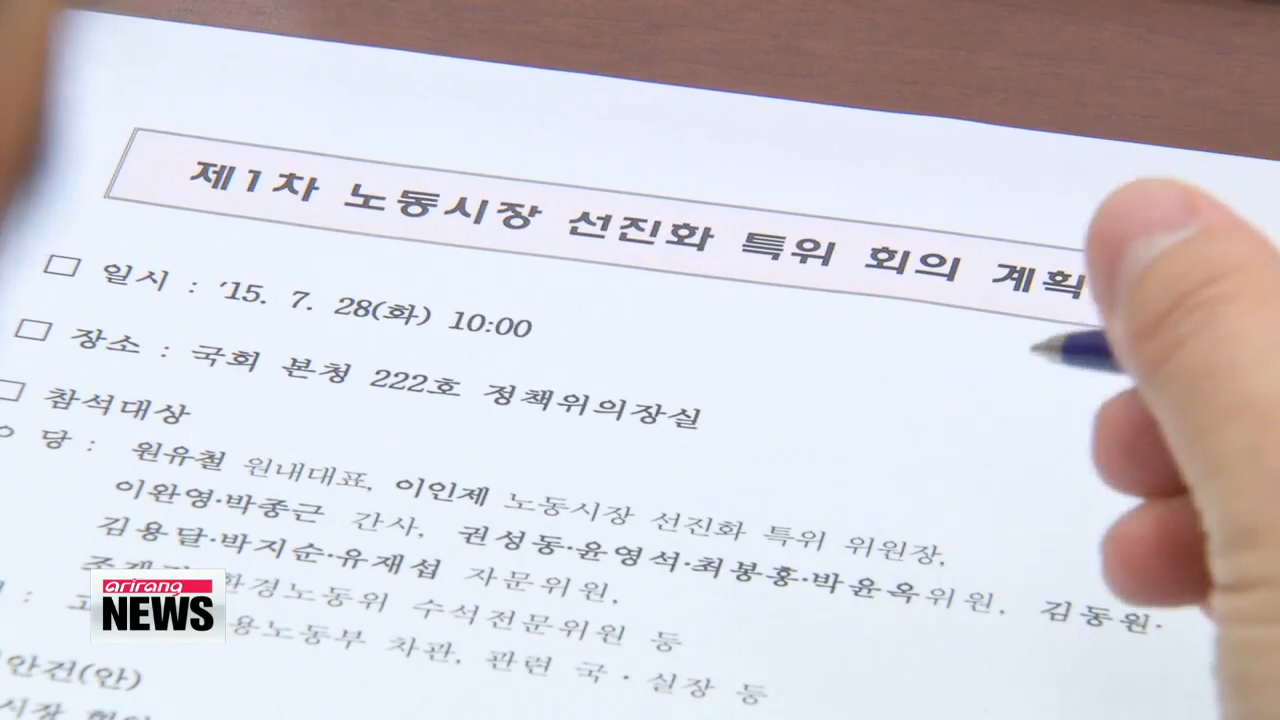 제1차 노동시장 선진화 특위 회의 계획
□ 일시 : '15. 7. 28(화) 10:00
□ 장소 : 국회 본청 222호 정책위의장실
□ 참석대상
○ 당 : 원유철 원내대표, 이인제 노동시장 선진화 특위 위원장,
이완영·박종근 간사, 권성동·윤영석·최봉홍·박윤옥위원, 김동원·
김용달·박지순·유재섭 자문위원,
환경노동위 수석전문위원 등
: 고용노동부 차관, 관련 국·실장 등
안건(안)
시장
arirang
NEWS